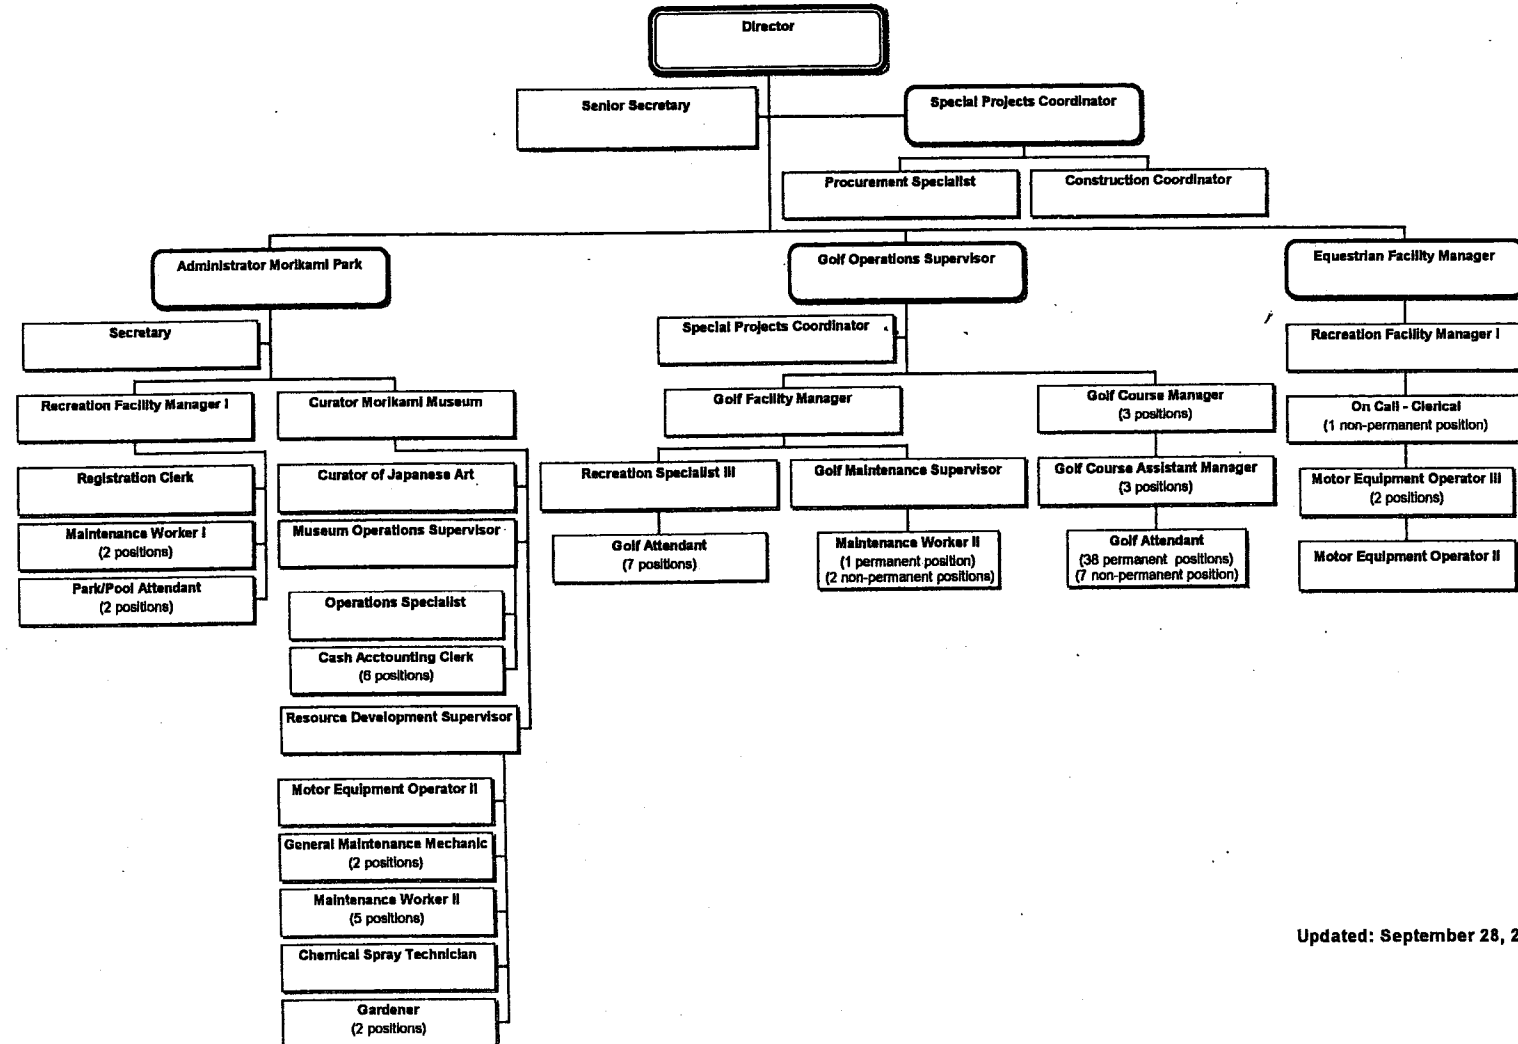 Director
Senior Secretary
Special Projects Coordinator
Procurement Specialist
Construction Coordinator
Administrator Morikami Park
Golf Operations Supervisor
Equestrian Facility Manager
Secretary
Special Projects Coordinator
Recreation Facility Manager I
Recreation Facility Manager I
Curator Morikami Museum
Golf Facility Manager
Golf Course Manager
(3 positions)
On Call - Clerical
(1 non-permanent position)
Registration Clerk
Curator of Japanese Art
Recreation Specialist III
Golf Maintenance Supervisor
Golf Course Assistant Manager
(3 positions)
Motor Equipment Operator III
(2 positions)
Maintenance Worker I
(2 positions)
Museum Operations Supervisor
Golf Attendant
(7 positions)
Maintenance Worker II
(1 permanent position)
(2 non-permanent positions)
Golf Attendant
(38 permanent positions)
(7 non-permanent position)
Motor Equipment Operator II
Park/Pool Attendant
(2 positions)
Operations Specialist
Cash Acctounting Clerk
(6 positions)
Resource Development Supervisor
Motor Equipment Operator II
General Maintenance Mechanic
(2 positions)
Maintenance Worker II
(5 positions)
Chemical Spray Technician
Gardener
(2 positions)
Updated: September 28, 2